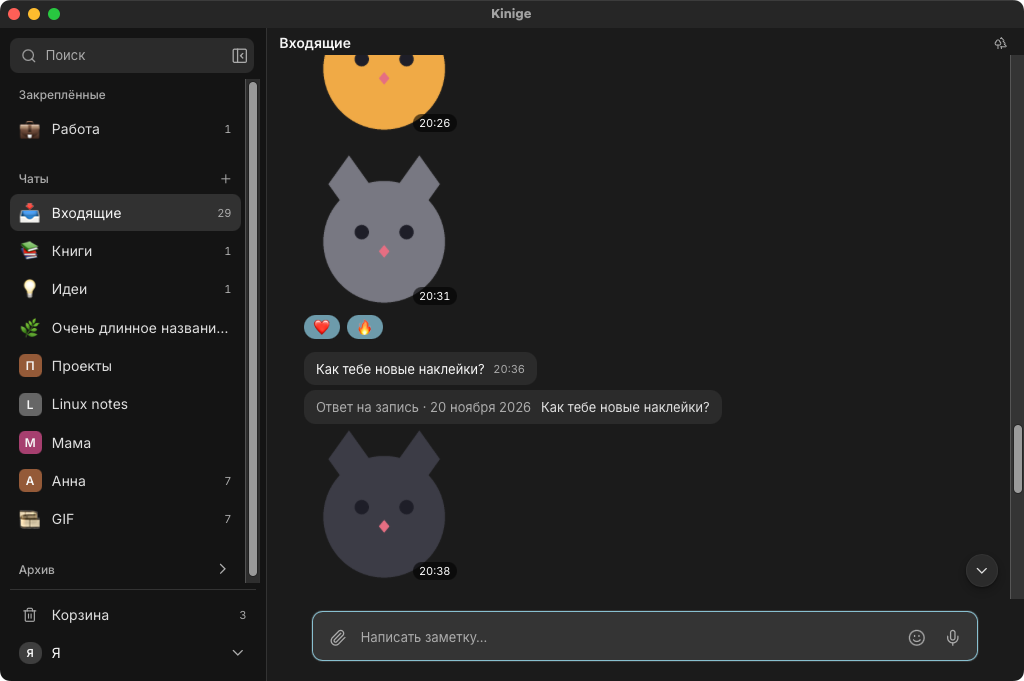 Kinige
Поиск
Закреплённые
Работа 1
Чаты
Входящие 29
Книги 1
Идеи 1
Очень длинное названи...
П Проекты
L Linux notes
М Мама
А Анна 7
GIF 7
Архив
Корзина 3
Я Я
Входящие
20:26
20:31
Как тебе новые наклейки? 20:36
Ответ на запись · 20 ноября 2026 Как тебе новые наклейки?
20:38
Написать заметку...